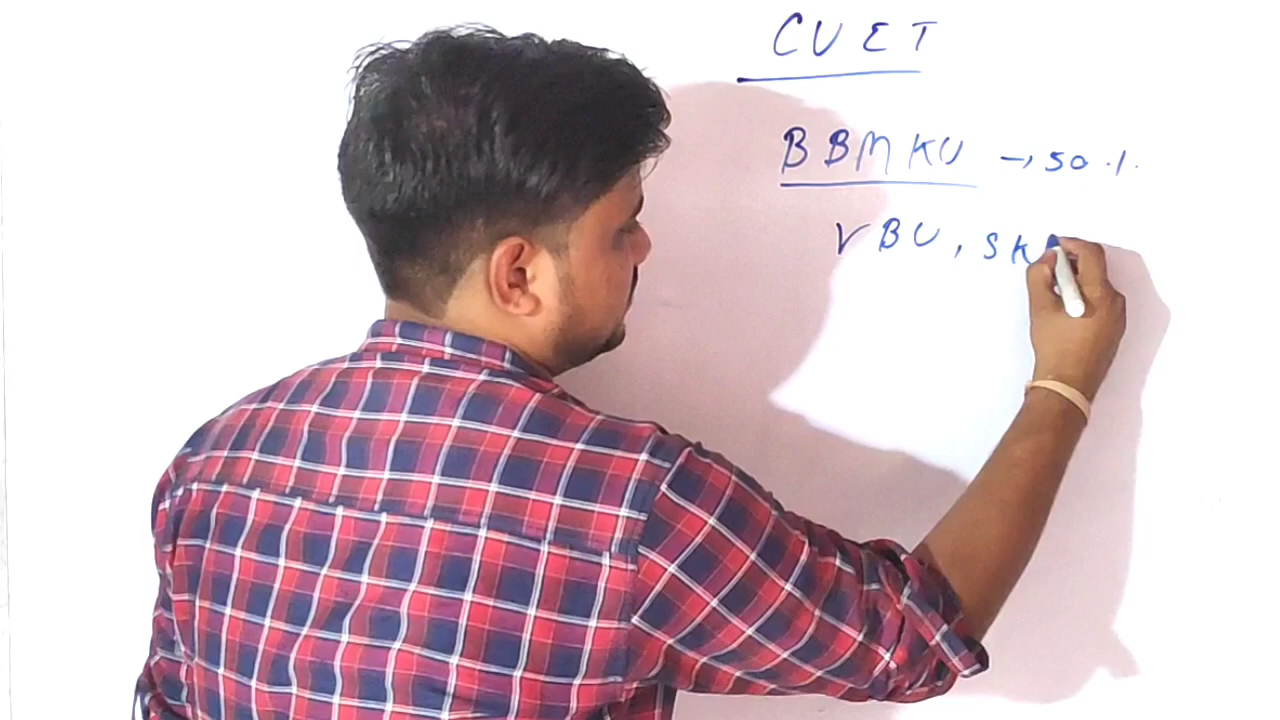 CUET
BBMKU → 50 %
VBU, SK